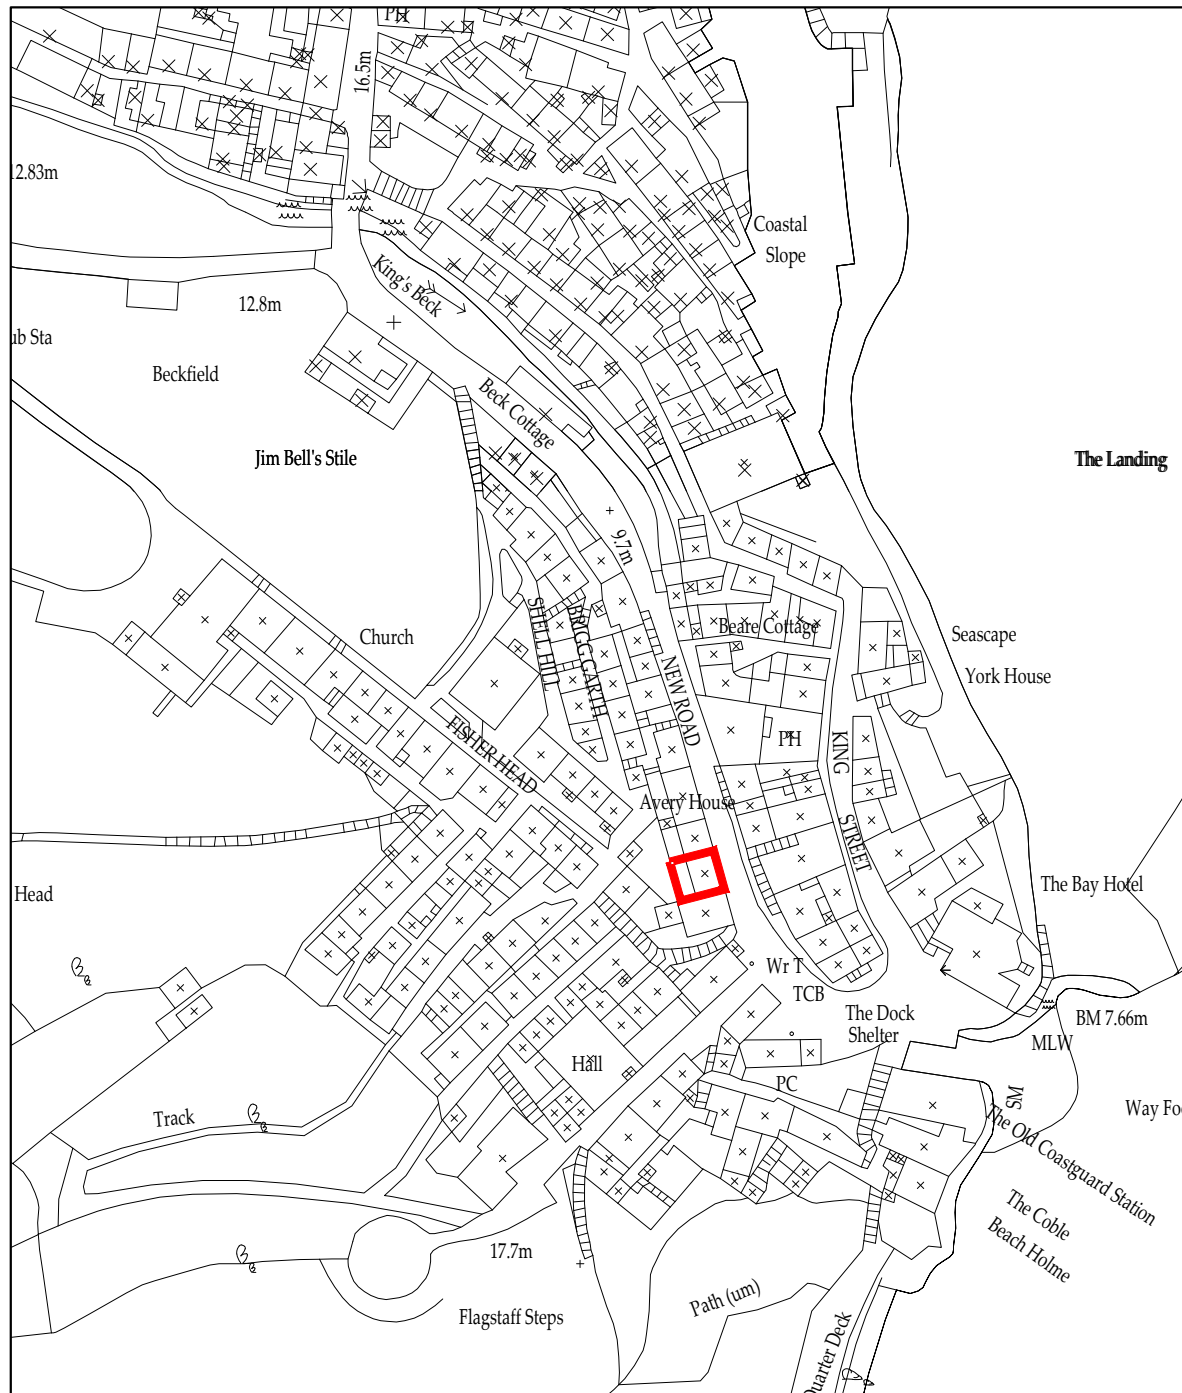 PH
16.5m
12.83m
Coastal
Slope
King's Beck
12.8m
ub Sta
Beckfield
Beck Cottage
Jim Bell's Stile
The Landing
9.7m
SHELL HILL
BRIGG GARTH
Beare Cottage
Church
Seascape
York House
NEW ROAD
FISHER HEAD
PH
KING
STREET
Avery House
Head
The Bay Hotel
Wr T
TCB
The Dock
Shelter
BM 7.66m
MLW
Hall
PC
SM
Way Foo
Track
The Old Coastguard Station
The Coble
Beach Holme
17.7m
Path (um)
Flagstaff Steps
Quarter Deck